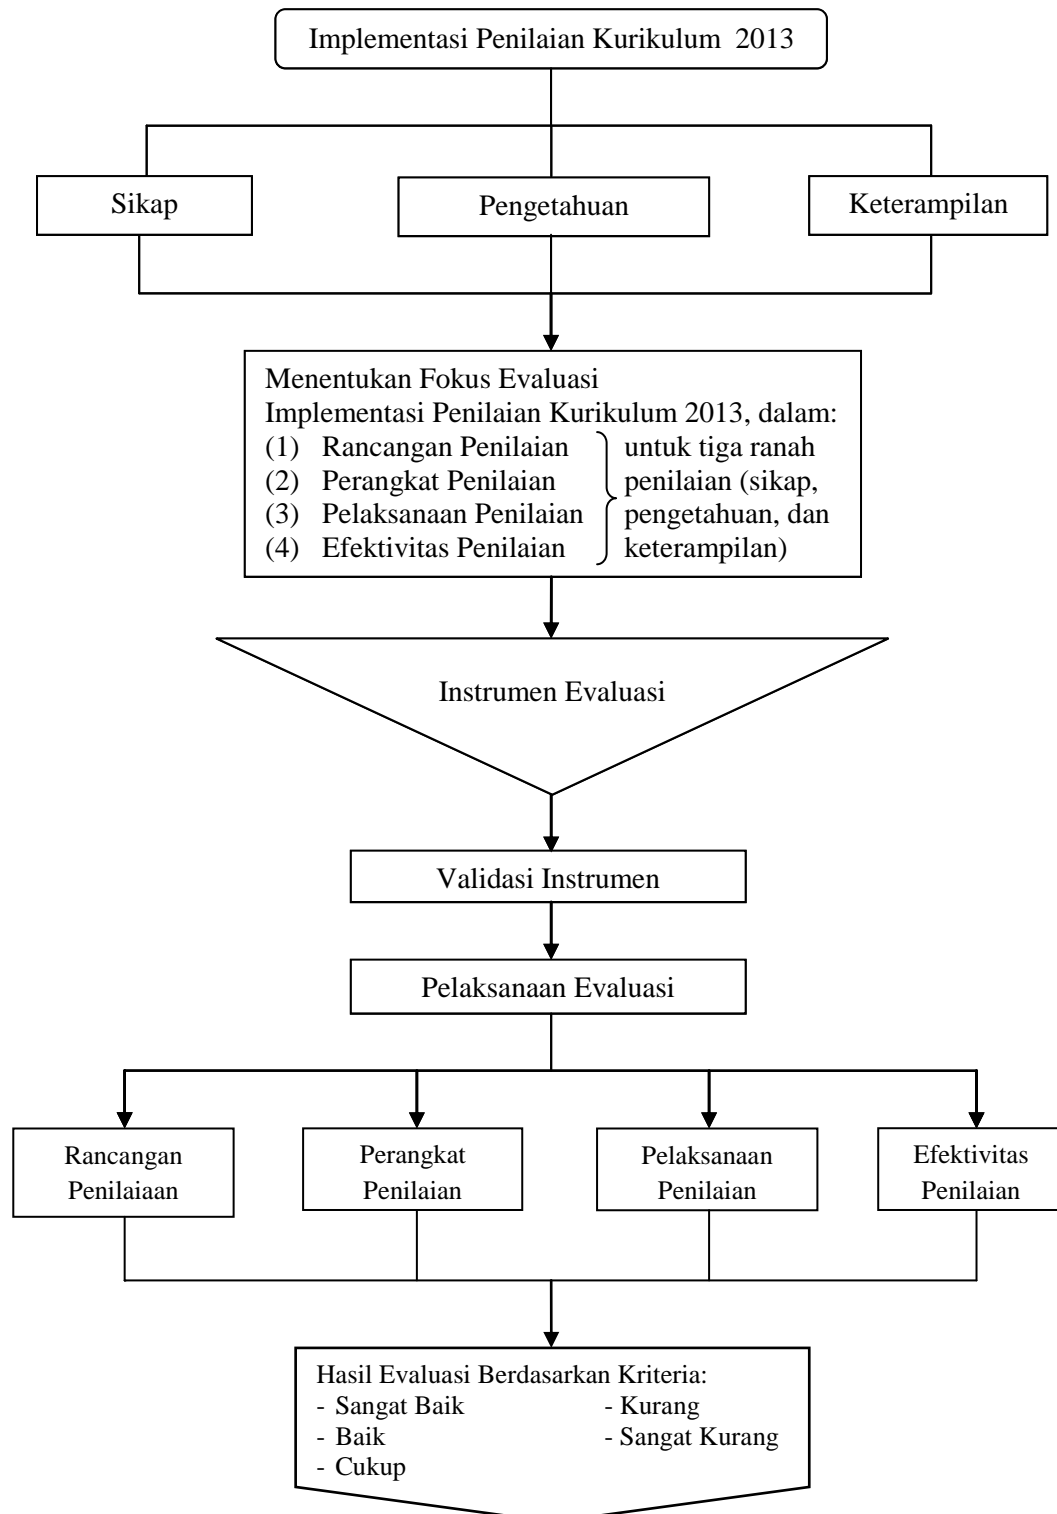 Implementasi Penilaian Kurikulum  2013
Sikap
Pengetahuan
Keterampilan
Menentukan Fokus Evaluasi
Implementasi Penilaian Kurikulum 2013, dalam:
(1) Rancangan Penilaian
(2) Perangkat Penilaian
(3) Pelaksanaan Penilaian
(4) Efektivitas Penilaian
untuk tiga ranah
penilaian (sikap,
pengetahuan, dan
keterampilan)
Instrumen Evaluasi
Validasi Instrumen
Pelaksanaan Evaluasi
Rancangan
Penilaiaan
Perangkat
Penilaian
Pelaksanaan
Penilaian
Efektivitas
Penilaian
Hasil Evaluasi Berdasarkan Kriteria:
- Sangat Baik
- Baik
- Cukup
- Kurang
- Sangat Kurang